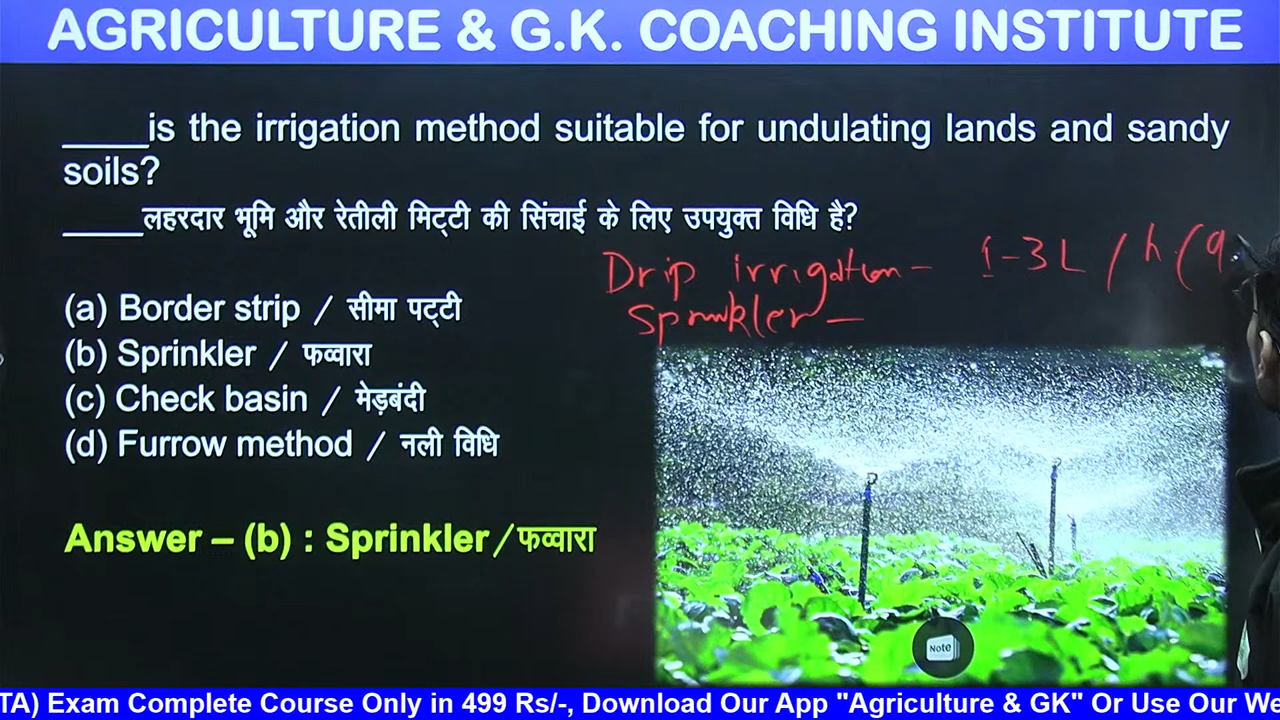 AGRICULTURE & G.K. COACHING INSTITUTE
____is the irrigation method suitable for undulating lands and sandy
soils?
____लहरदार भूमि और रेतीली मिट्टी की सिंचाई के लिए उपयुक्त विधि है?
Drip irrigation – 1-3L / h /
Sprinkler –
(a) Border strip / सीमा पट्टी
(b) Sprinkler / फव्वारा
(c) Check basin / मेड़बंदी
(d) Furrow method / नली विधि
Answer – (b) : Sprinkler / फव्वारा
Note
TA) Exam Complete Course Only in 499 Rs/-, Download Our App "Agriculture & GK" Or Use Our We